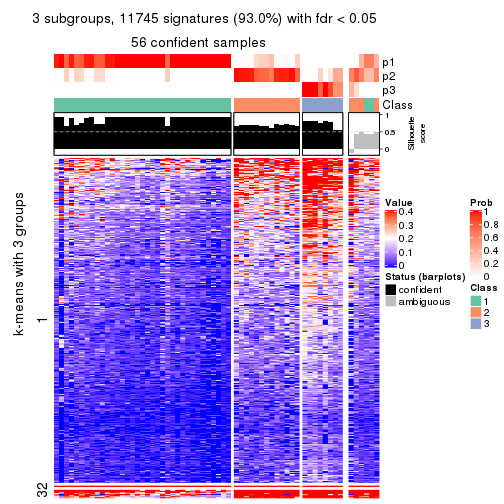 3 subgroups, 11745 signatures (93.0%) with fdr < 0.05
56 confident samples
p1
p2
p3
Class
1
0.5
0
Silhouette
score
k-means with 3 groups
1
32
Value
0.4
0.3
0.2
0.1
0
Status (barplots)
confident
ambiguous
Prob
1
0.8
0.6
0.4
0.2
0
Class
1
2
3